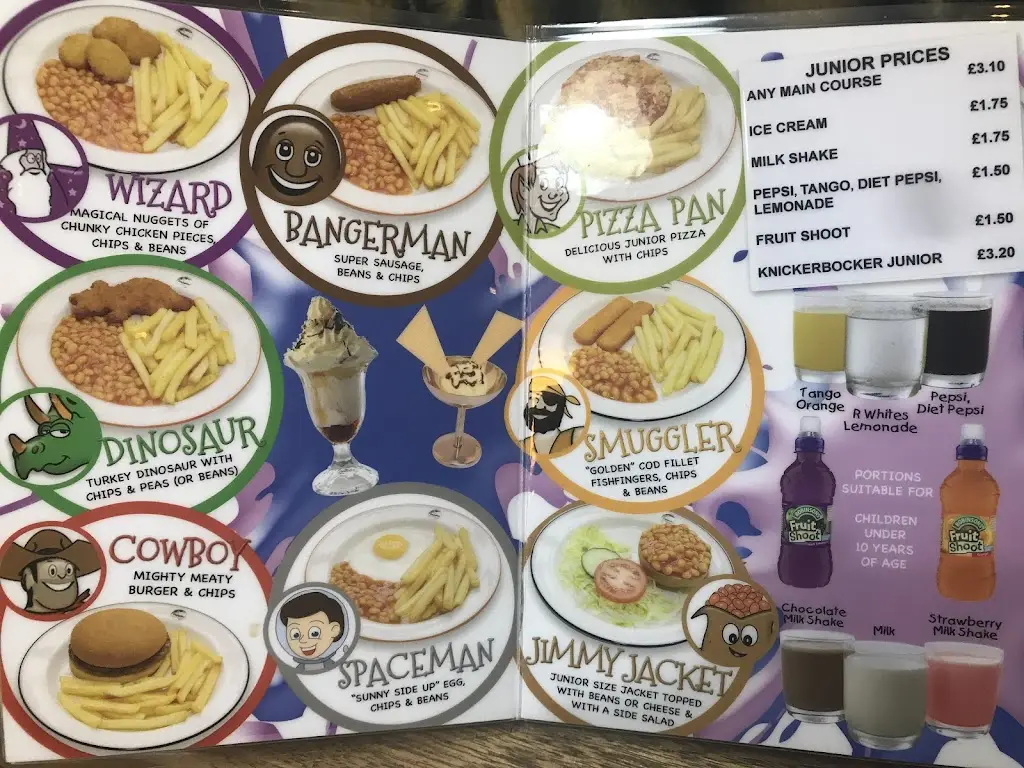 WIZARD
MAGICAL NUGGETS OF
CHUNKY CHICKEN PIECES,
CHIPS & BEANS
BANGERMAN
SUPER SAUSAGE,
BEANS & CHIPS
PIZZA PAN
DELICIOUS JUNIOR PIZZA
WITH CHIPS
JUNIOR PRICES
ANY MAIN COURSE £3.10
ICE CREAM £1.75
MILK SHAKE £1.75
PEPSI, TANGO, DIET PEPSI, £1.50
LEMONADE
FRUIT SHOOT £1.50
KNICKERBOCKER JUNIOR £3.20
DINOSAUR
TURKEY DINOSAUR WITH
CHIPS & PEAS (OR BEANS)
SMUGGLER
"GOLDEN" COD FILLET
FISHFINGERS, CHIPS
& BEANS
Tango
Orange
R Whites
Lemonade
Pepsi,
Diet Pepsi
PORTIONS
SUITABLE FOR
CHILDREN
UNDER
10 YEARS
OF AGE
Fruit
Shoot
Fruit
Shoot
COWBOY
MIGHTY MEATY
BURGER & CHIPS
SPACEMAN
"SUNNY SIDE UP" EGG,
CHIPS & BEANS
JIMMY JACKET
JUNIOR SIZE JACKET TOPPED
WITH BEANS OR CHEESE &
WITH A SIDE SALAD
Chocolate
Milk Shake
Milk
Strawberry
Milk Shake